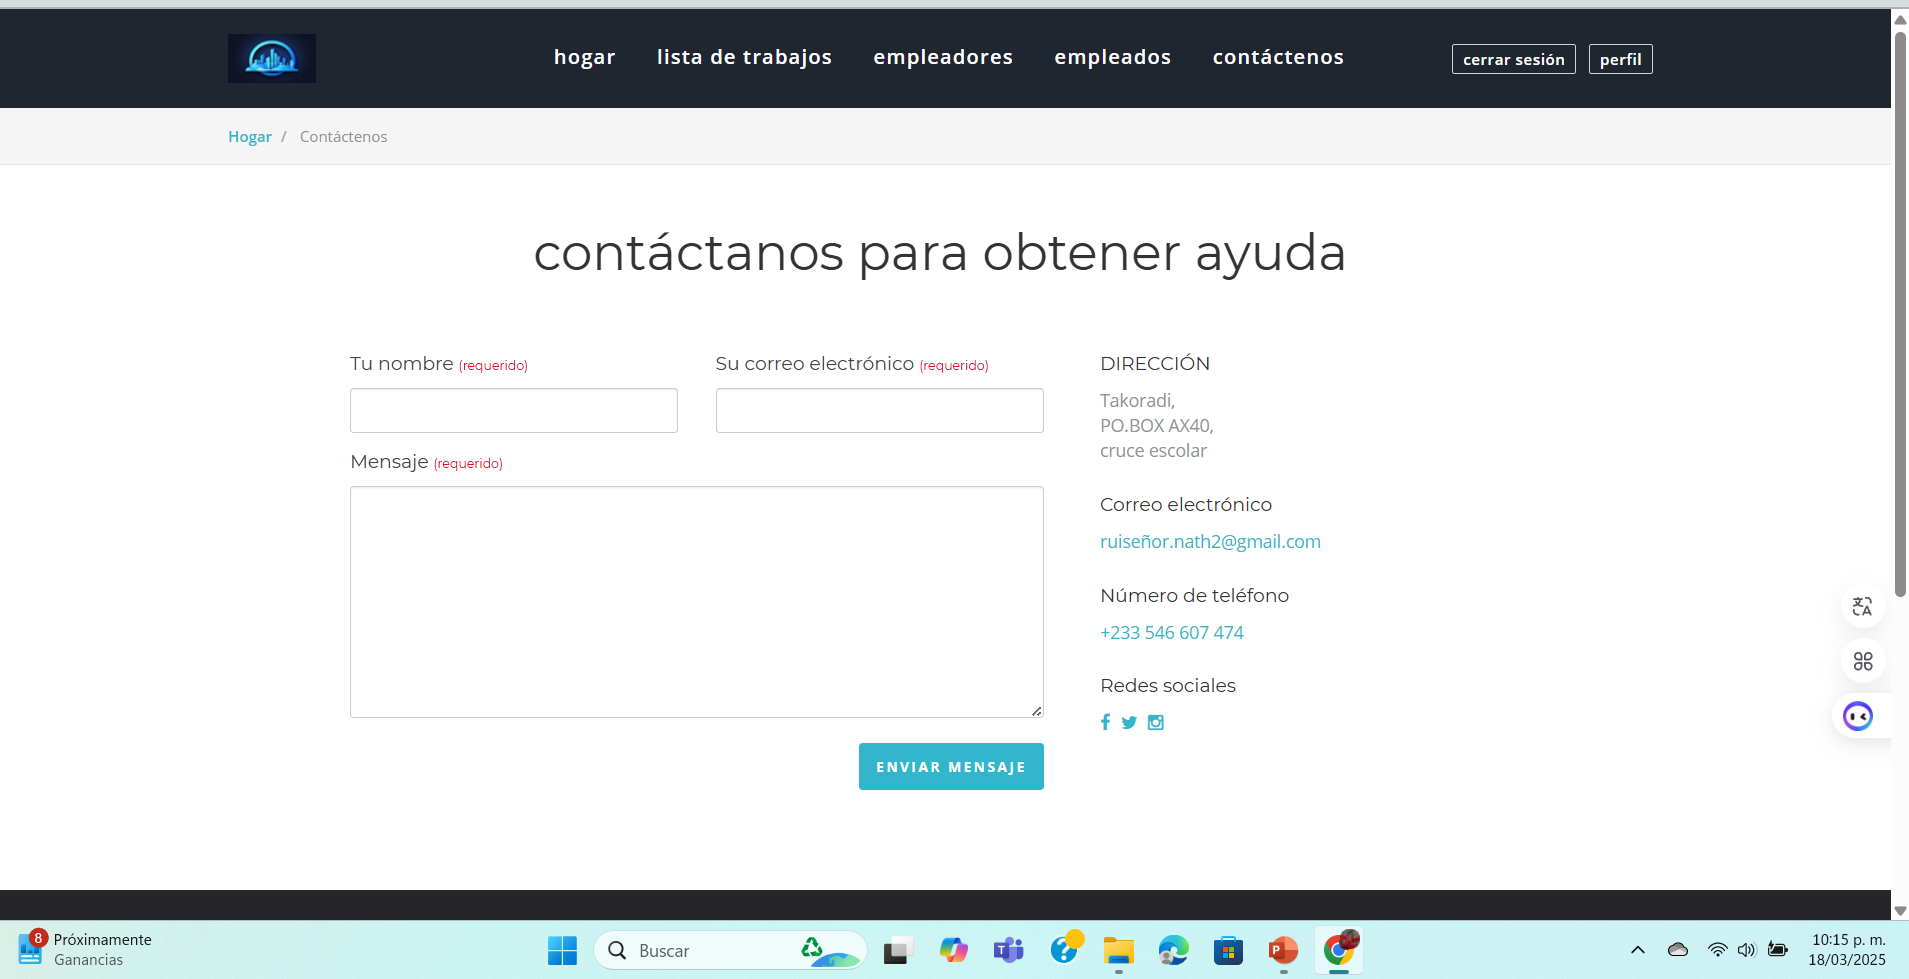 hogar lista de trabajos empleadores empleados contáctenos cerrar sesión perfil
Hogar / Contáctenos
contáctanos para obtener ayuda
Tu nombre (requerido)
Su correo electrónico (requerido)
Mensaje (requerido)
ENVIAR MENSAJE
DIRECCIÓN
Takoradi,
PO.BOX AX40,
cruce escolar
Correo electrónico
ruiseñor.nath2@gmail.com
Número de teléfono
+233 546 607 474
Redes sociales
8
Próximamente
Ganancias
Buscar
10:15 p. m.
18/03/2025